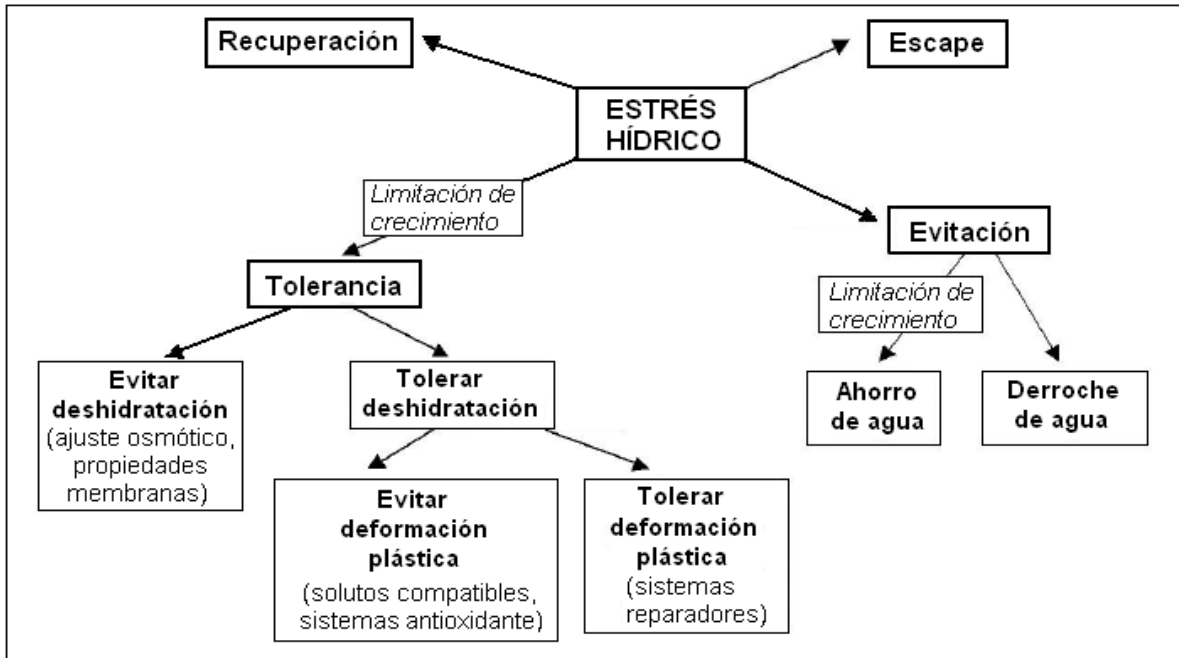 Recuperación
Escape
ESTRÉS
HÍDRICO
Limitación de
crecimiento
Evitación
Tolerancia
Limitación de
crecimiento
Evitar
deshidratación
(ajuste osmótico,
propiedades
membranas)
Tolerar
deshidratación
Ahorro
de agua
Derroche
de agua
Evitar
deformación
plástica
(solutos compatibles,
sistemas antioxidante)
Tolerar
deformación
plástica
(sistemas
reparadores)